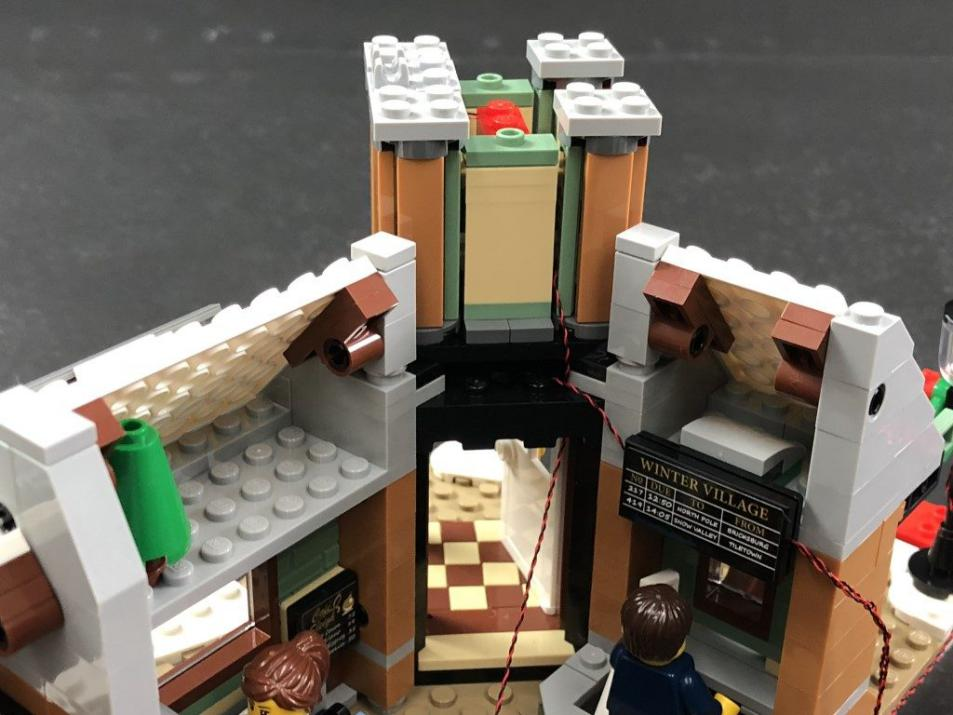 WINTER VILLAGE
NO DUE TO FROM
217 12:50 NORTH POLE BRICKSBURG
414 14:05 SNOW VALLEY TILETOWN